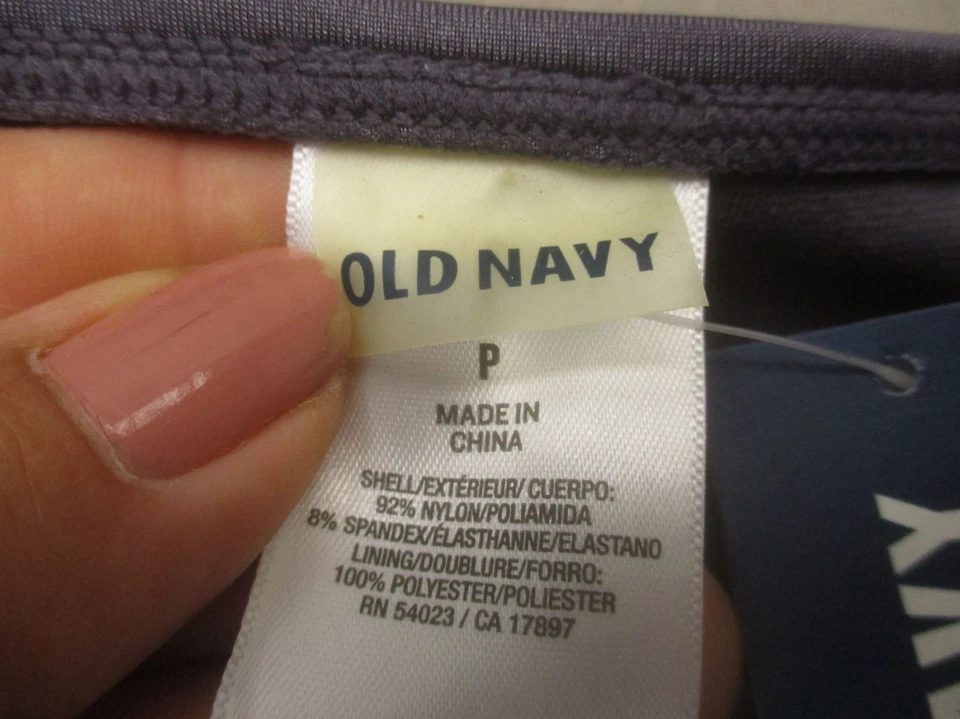 OLD NAVY
P
MADE IN
CHINA
SHELL/EXTÉRIEUR/ CUERPO:
92% NYLON/POLIAMIDA
8% SPANDEX/ÉLASTHANNE/ELASTANO
LINING/DOUBLURE/FORRO:
100% POLYESTER/POLIESTER
RN 54023 / CA 17897
VY